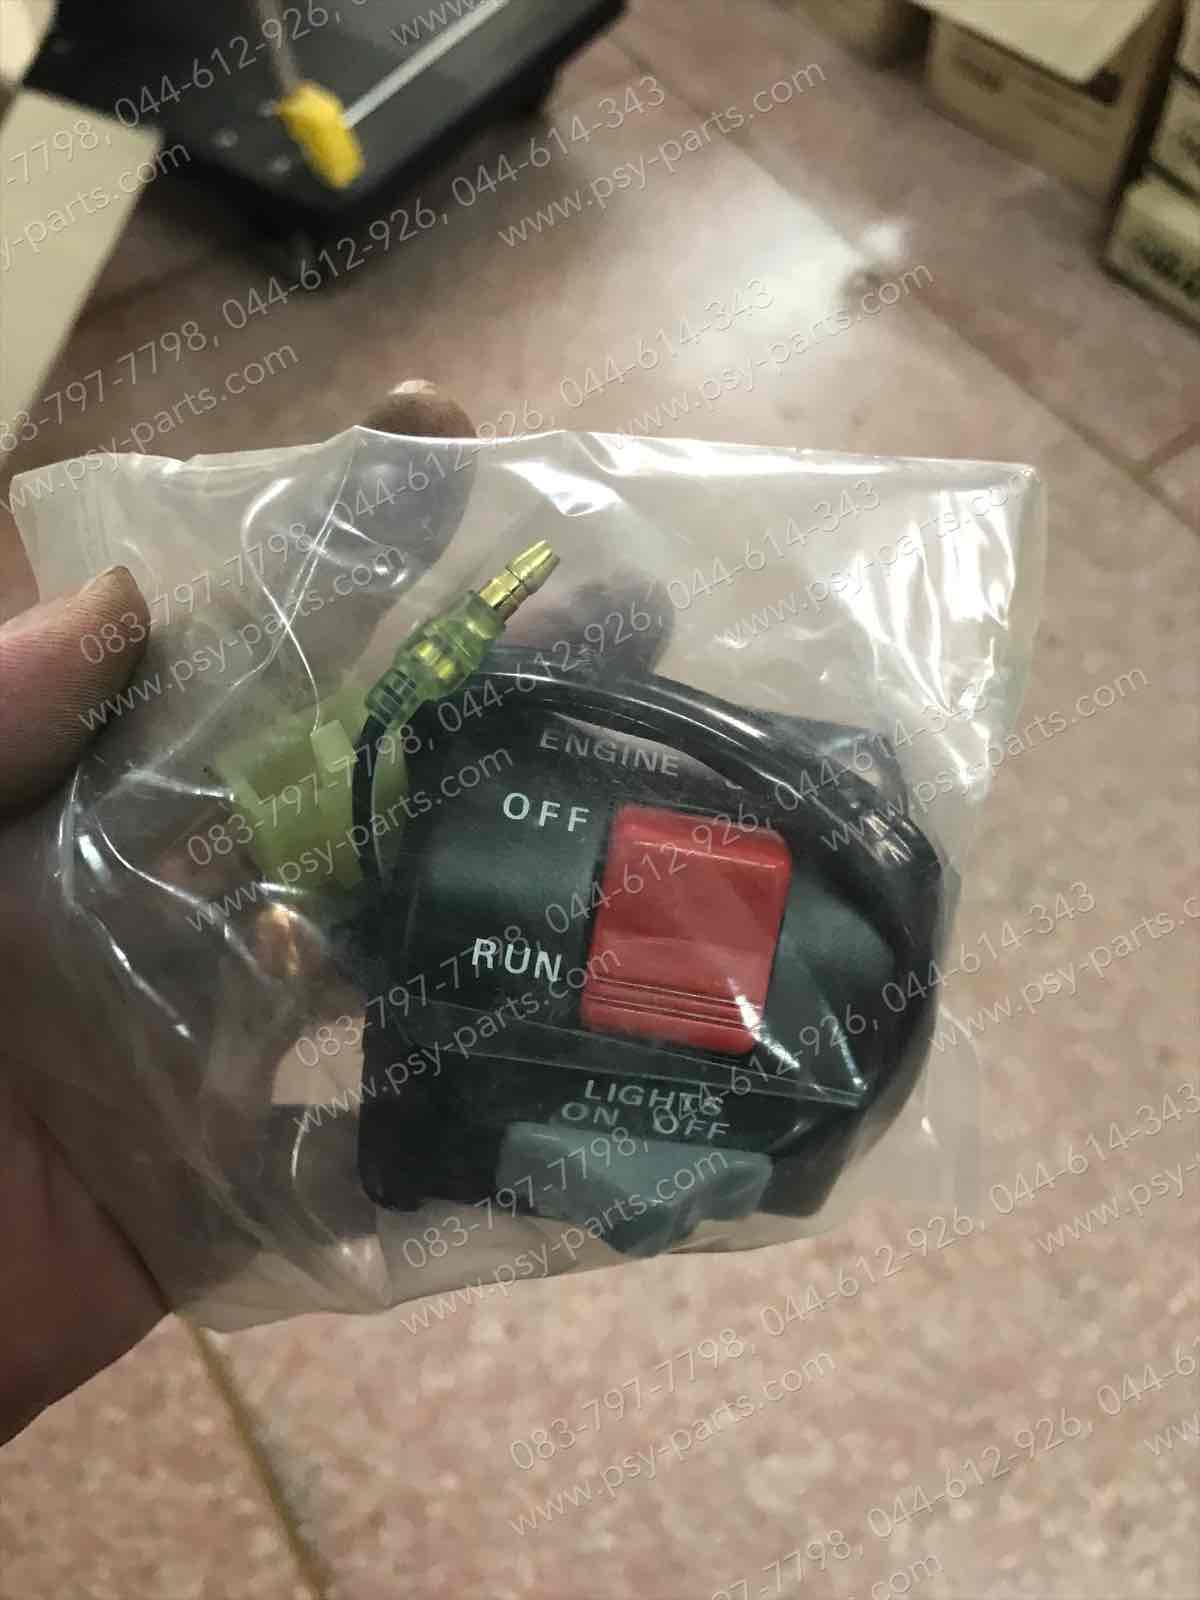 ENGINE
OFF
RUN
LIGHTS
ON OFF
083-797-7798, 044-612-926, 044-614-343
www.psy-parts.com